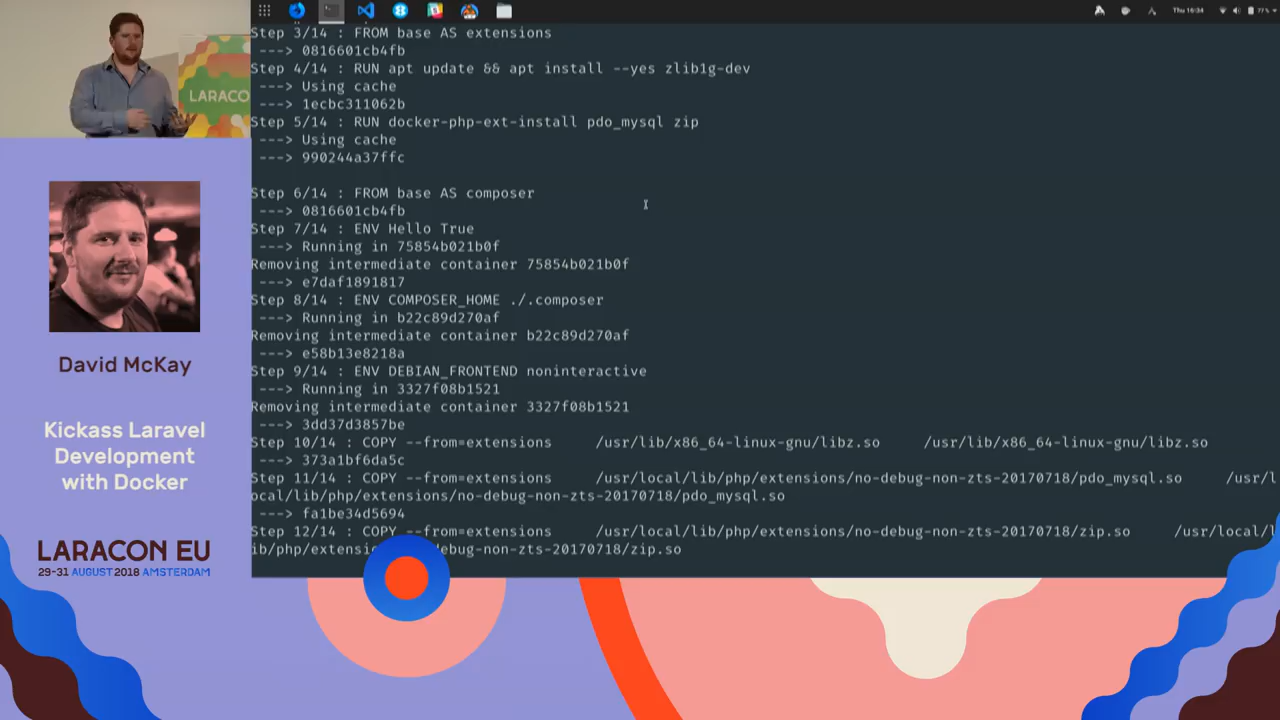 Thu 16:34
77%
Step 3/14 : FROM base AS extensions
---> 0816601cb4fb
Step 4/14 : RUN apt update && apt install --yes zlib1g-dev
---> Using cache
---> 1ecbc311062b
Step 5/14 : RUN docker-php-ext-install pdo_mysql zip
---> Using cache
---> 990244a37ffc
Step 6/14 : FROM base AS composer
---> 0816601cb4fb
Step 7/14 : ENV Hello True
---> Running in 75854b021b0f
Removing intermediate container 75854b021b0f
---> e7daf1891817
Step 8/14 : ENV COMPOSER_HOME ./.composer
---> Running in b22c89d270af
Removing intermediate container b22c89d270af
---> e58b13e8218a
Step 9/14 : ENV DEBIAN_FRONTEND noninteractive
---> Running in 3327f08b1521
Removing intermediate container 3327f08b1521
---> 3dd37d3857be
Step 10/14 : COPY --from=extensions /usr/lib/x86_64-linux-gnu/libz.so /usr/lib/x86_64-linux-gnu/libz.so
---> 373a1bf6da5c
Step 11/14 : COPY --from=extensions /usr/local/lib/php/extensions/no-debug-non-zts-20170718/pdo_mysql.so /usr/l
ocal/lib/php/extensions/no-debug-non-zts-20170718/pdo_mysql.so
---> fa1be34d5694
Step 12/14 : COPY --from=extensions /usr/local/lib/php/extensions/no-debug-non-zts-20170718/zip.so /usr/local/l
ib/php/extensi ebug-non-zts-20170718/zip.so
LARACO
David McKay
Kickass Laravel
Development
with Docker
LARACON EU
29-31 AUGUST 2018 AMSTERDAM